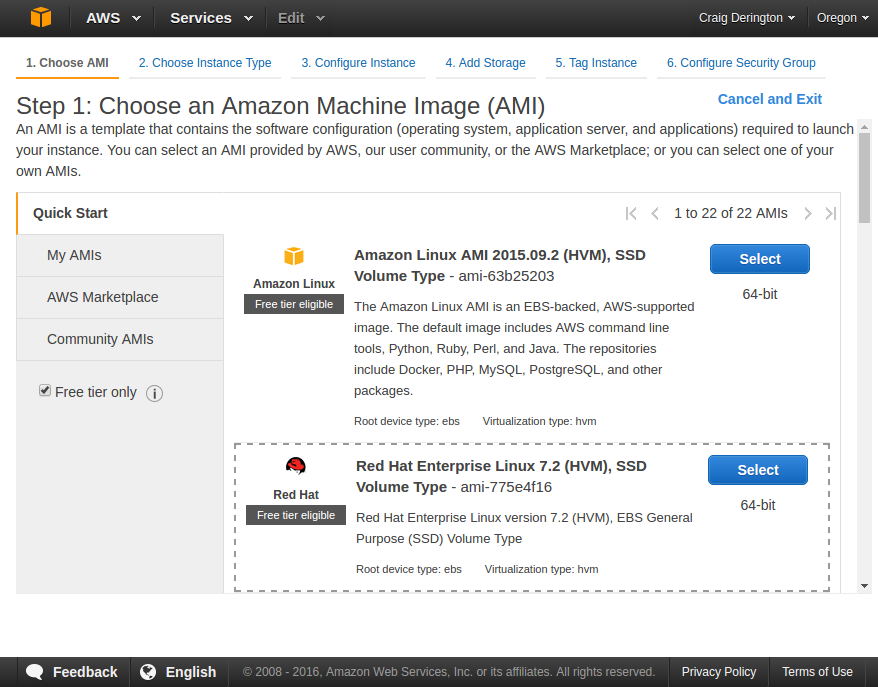 AWS Services Edit Craig Derington Oregon
1. Choose AMI 2. Choose Instance Type 3. Configure Instance 4. Add Storage 5. Tag Instance 6. Configure Security Group
Step 1: Choose an Amazon Machine Image (AMI)
Cancel and Exit
An AMI is a template that contains the software configuration (operating system, application server, and applications) required to launch
your instance. You can select an AMI provided by AWS, our user community, or the AWS Marketplace; or you can select one of your
own AMIs.
Quick Start
1 to 22 of 22 AMIs
My AMIs
AWS Marketplace
Community AMIs
Free tier only
Amazon Linux
Free tier eligible
Amazon Linux AMI 2015.09.2 (HVM), SSD
Volume Type - ami-63b25203
The Amazon Linux AMI is an EBS-backed, AWS-supported
image. The default image includes AWS command line
tools, Python, Ruby, Perl, and Java. The repositories
include Docker, PHP, MySQL, PostgreSQL, and other
packages.
Root device type: ebs Virtualization type: hvm
Select
64-bit
Red Hat
Free tier eligible
Red Hat Enterprise Linux 7.2 (HVM), SSD
Volume Type - ami-775e4f16
Red Hat Enterprise Linux version 7.2 (HVM), EBS General
Purpose (SSD) Volume Type
Root device type: ebs Virtualization type: hvm
Select
64-bit
Feedback English © 2008 - 2016, Amazon Web Services, Inc. or its affiliates. All rights reserved. Privacy Policy Terms of Use